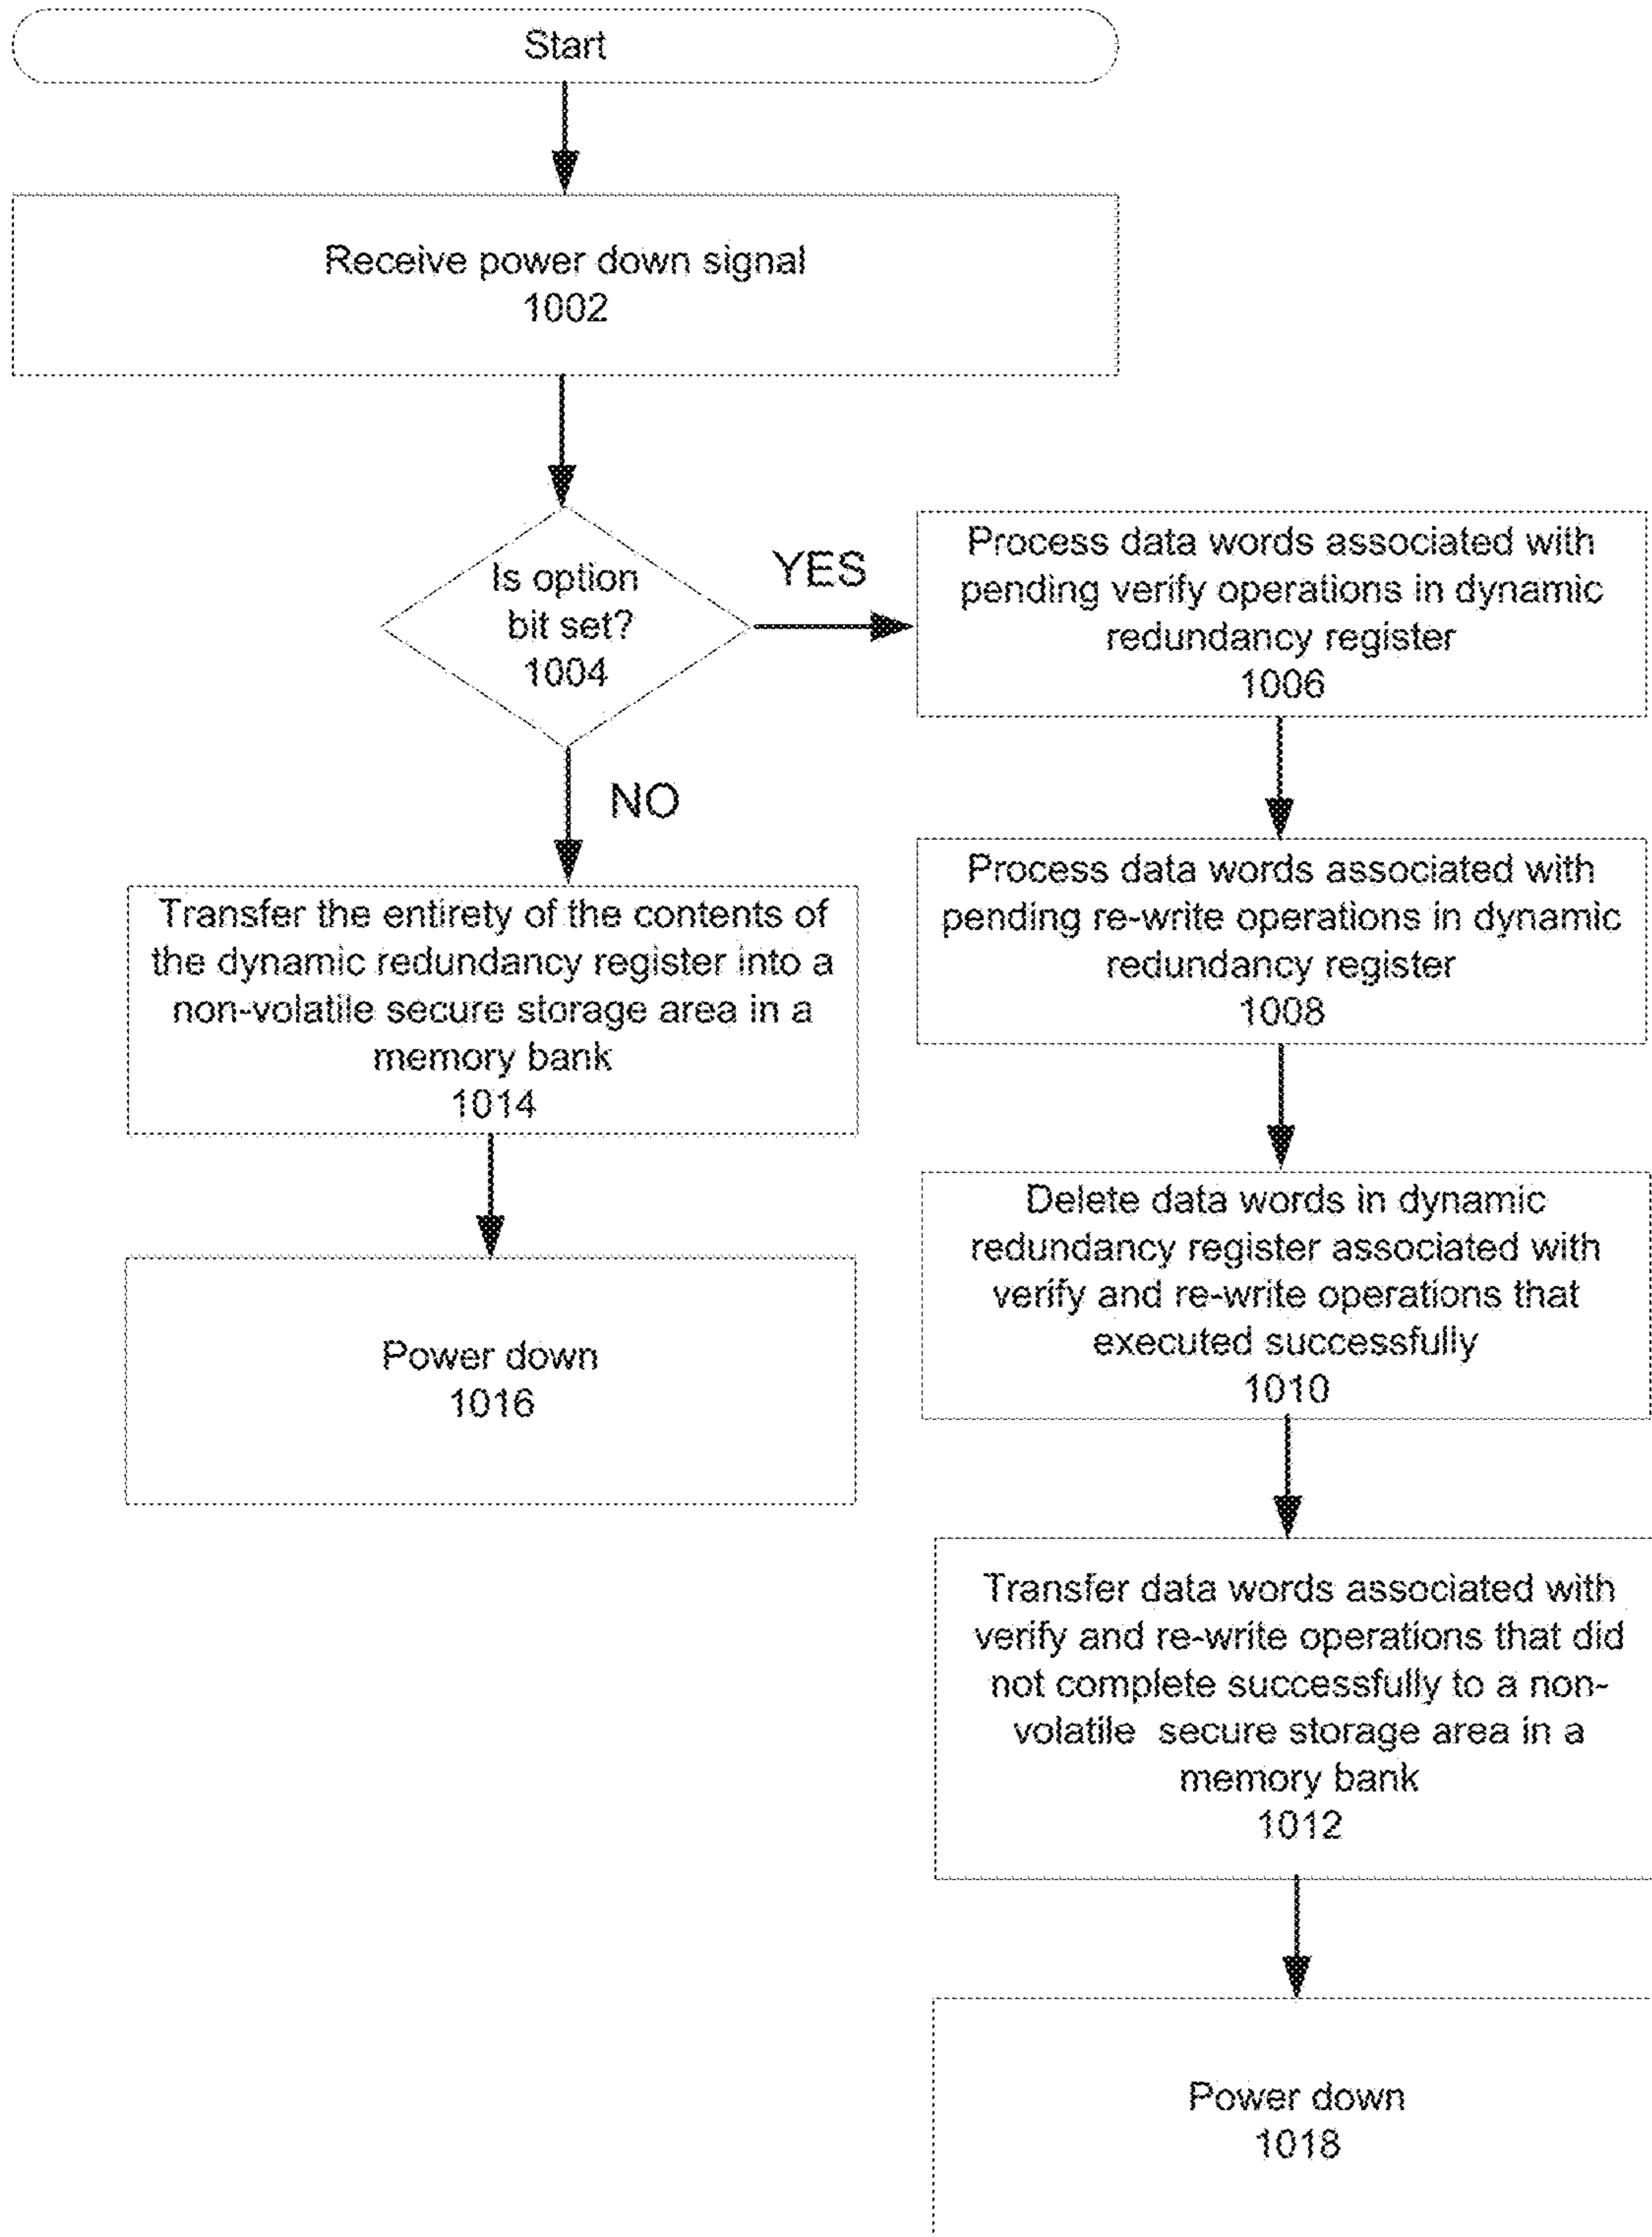 Start
Receive power down signal
1002
Is option
bit set?
1004
YES
NO
Process data words associated with
pending verify operations in dynamic
redundancy register
1006
Process data words associated with
pending re-write operations in dynamic
redundancy register
1008
Transfer the entirety of the contents of
the dynamic redundancy register into a
non-volatile secure storage area in a
memory bank
1014
Delete data words in dynamic
redundancy register associated with
verify and re-write operations that
executed successfully
1010
Power down
1016
Transfer data words associated with
verify and re-write operations that did
not complete successfully to a non-
volatile secure storage area in a
memory bank
1012
Power down
1018